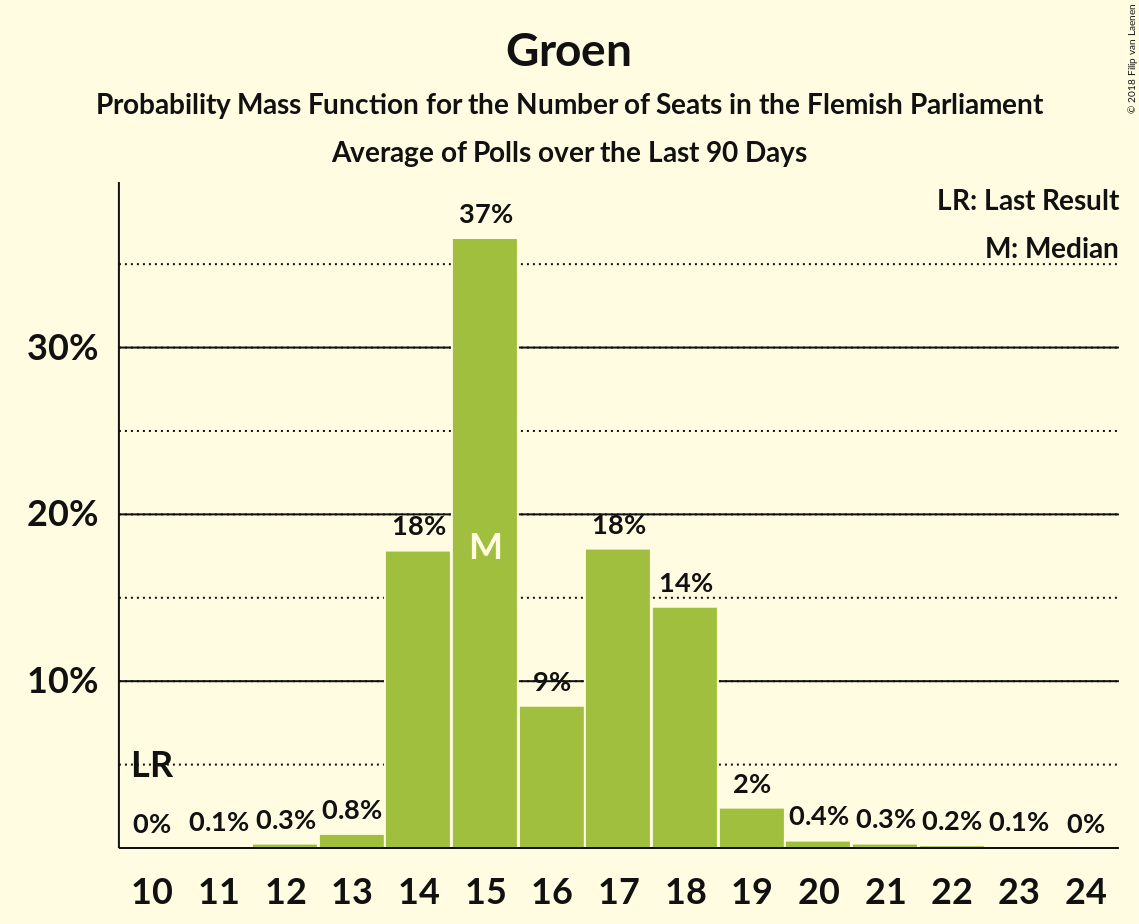 Groen
Probability Mass Function for the Number of Seats in the Flemish Parliament
Average of Polls over the Last 90 Days
© 2018 Filip van Laenen
LR: Last Result
M: Median
37%
30%
20%
18%
18%
M
14%
10%
9%
LR
2%
0%
0.1%
0.3%
0.8%
0.4%
0.3%
0.2%
0.1%
0%
10 11 12 13 14 15 16 17 18 19 20 21 22 23 24